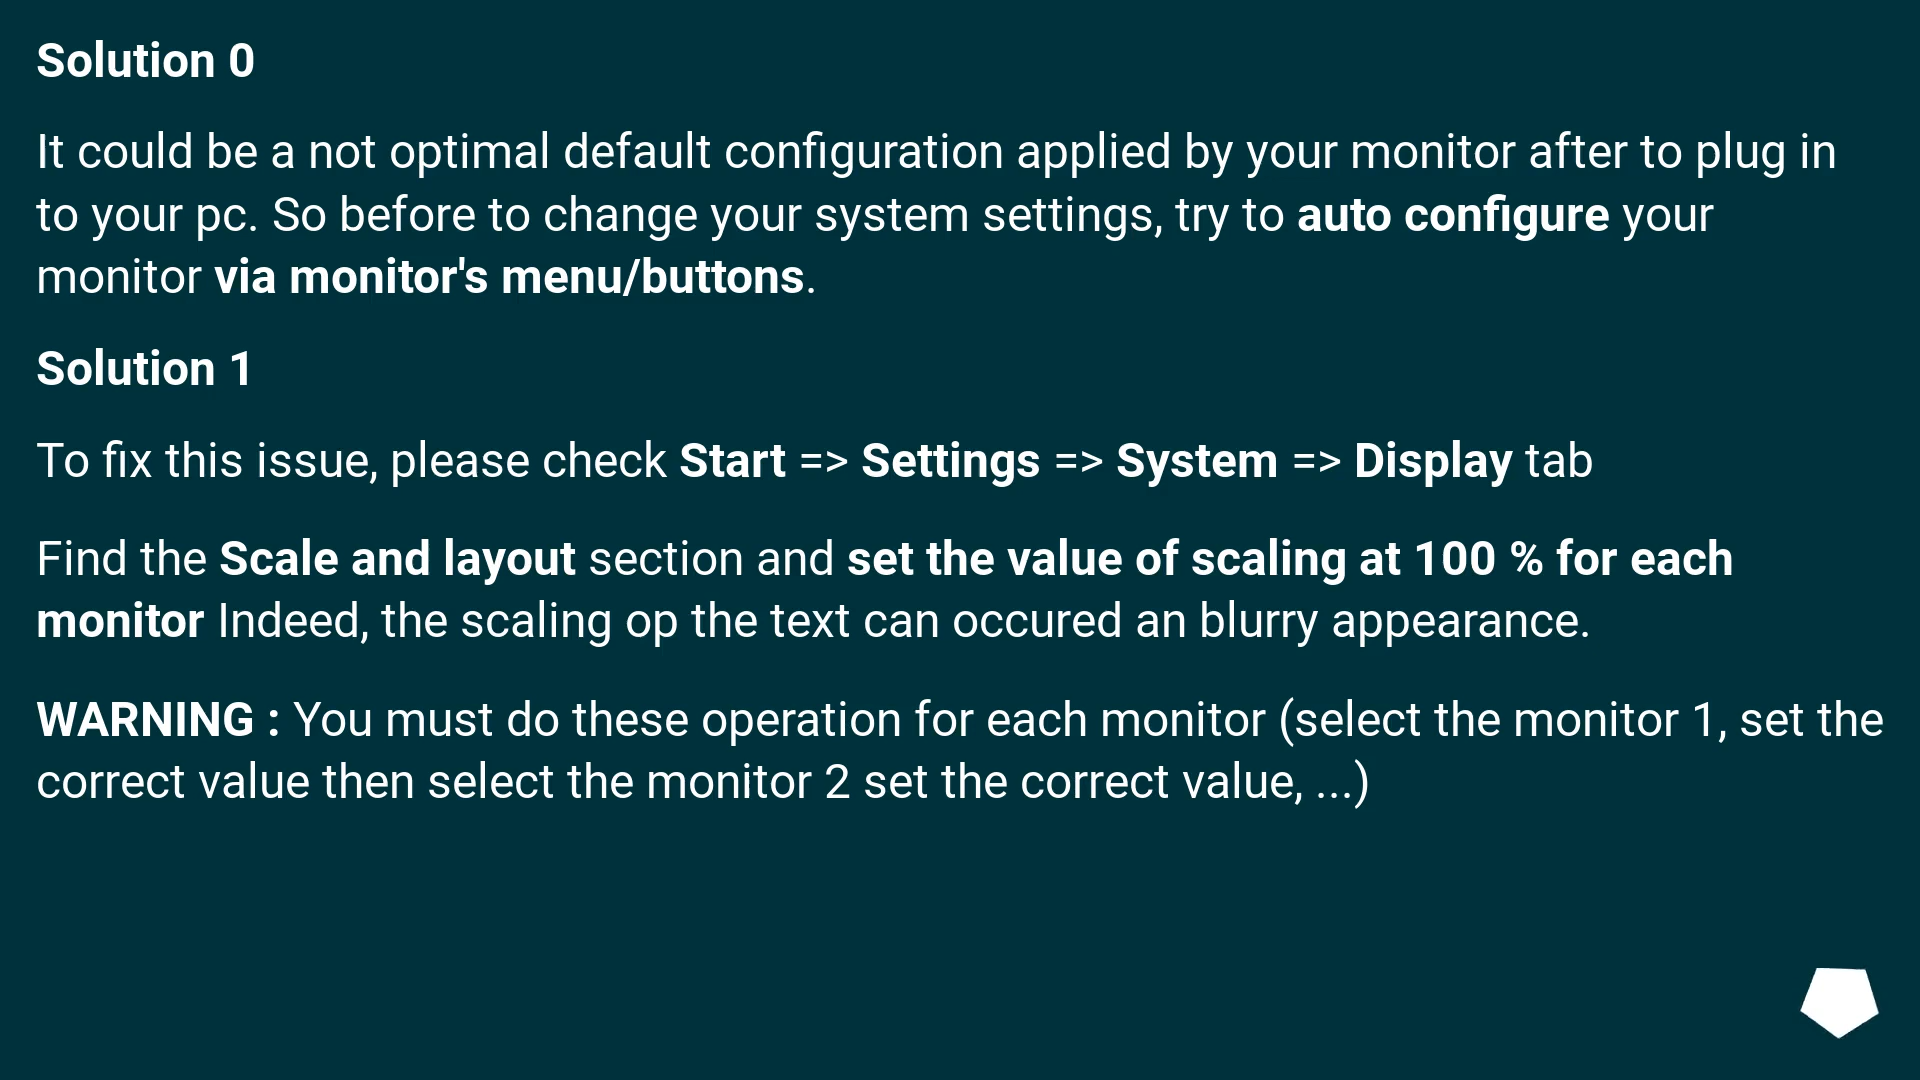 Solution 0
It could be a not optimal default configuration applied by your monitor after to plug in
to your pc. So before to change your system settings, try to auto configure your
monitor via monitor's menu/buttons.
Solution 1
To fix this issue, please check Start => Settings => System => Display tab
Find the Scale and layout section and set the value of scaling at 100 % for each
monitor Indeed, the scaling op the text can occured an blurry appearance.
WARNING : You must do these operation for each monitor (select the monitor 1, set the
correct value then select the monitor 2 set the correct value, ...)